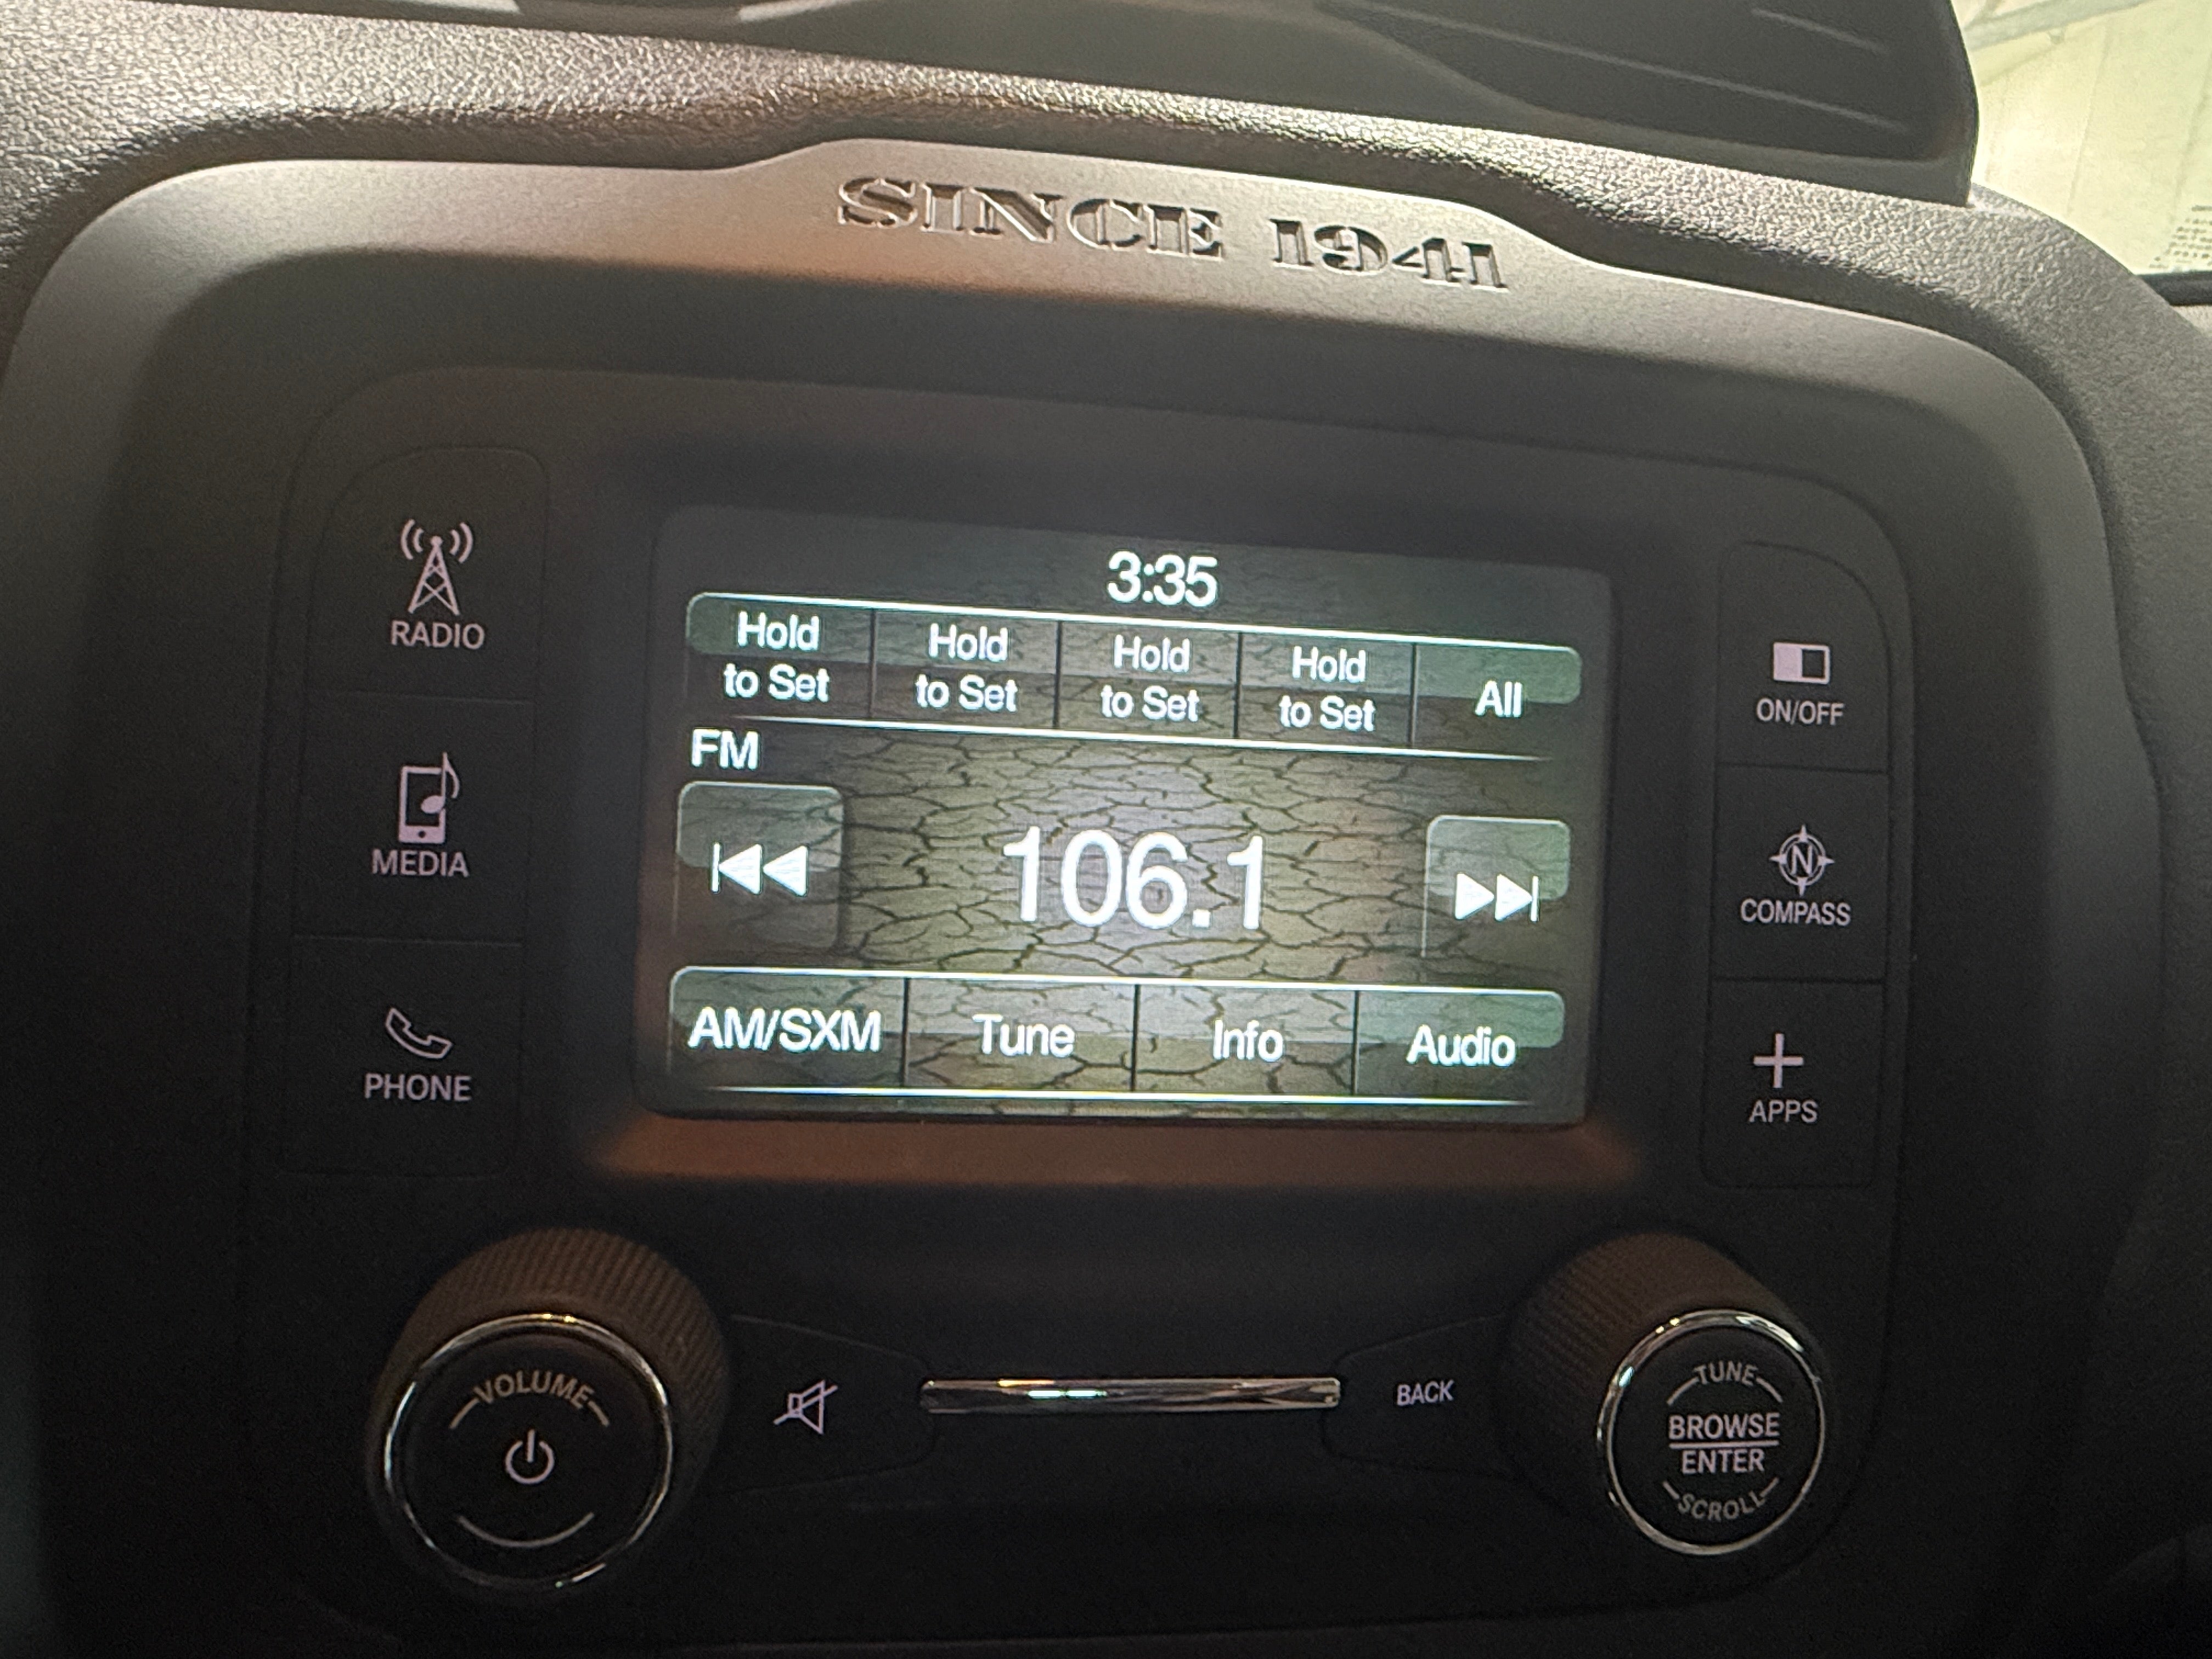 SINCE 1941
RADIO
MEDIA
PHONE
3:35
Hold to Set
Hold to Set
Hold to Set
Hold to Set
All
FM
106.1
AM/SXM
Tune
Info
Audio
ON/OFF
N
COMPASS
APPS
VOLUME
BACK
TUNE
BROWSE
ENTER
SCROLL